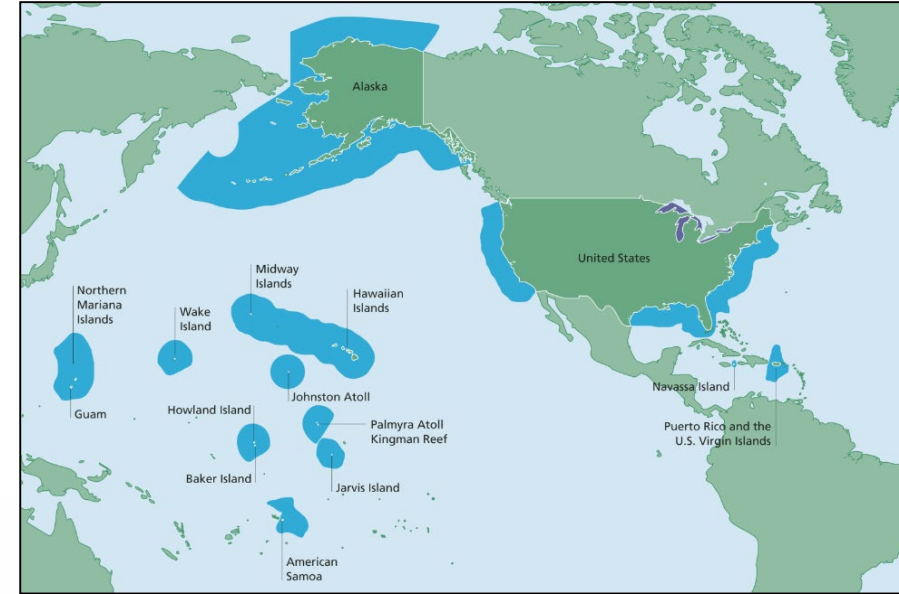 Alaska
United States
Midway
Islands
Hawaiian
Islands
Northern
Mariana
Islands
Wake
Island
Guam
Johnston Atoll
Howland Island
Palmyra Atoll
Kingman Reef
Baker Island
Jarvis Island
American
Samoa
Navassa Island
Puerto Rico and the
U.S. Virgin Islands